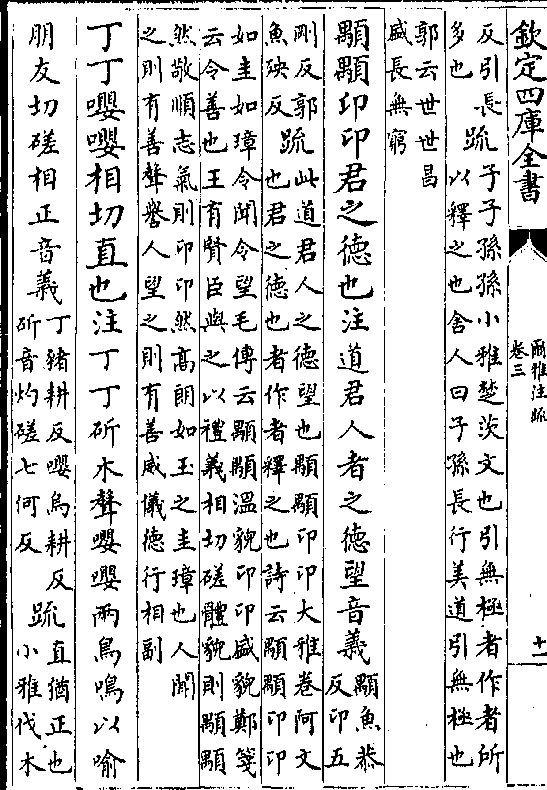 欽定四庫全書
爾雅注疏
卷三
十一
反引長
多也
疏
子子孫孫小雅楚茨文也引無極者作者所
以釋之也舍人曰子孫長行美道引無極也
郭云世世昌
盛長無窮
顒顒卬卬君之德也注道君人者之德望音義
顒魚恭
反卬五
剛反郭
魚殃反
疏
此道君人之德望也顒顒卬卬大雅卷阿文
也君之德也者作者釋之也詩云顒顒卬卬
如圭如璋令聞令望毛傳云顒顒溫貌卬卬盛貌鄭箋
云令善也王有賢臣與之以禮義相切磋體貌則顒顒
然敬順志氣則卬卬然高朗如玉之圭璋也人聞
之則有善聲譽人望之則有善威儀德行相副
丁丁嚶嚶相切直也注丁丁斫木聲嚶嚶兩鳥鳴以喻
朋友切磋相正音義
丁豬耕反嚶烏耕反
斫音灼磋七何反
疏
直猶正也
小雅伐木